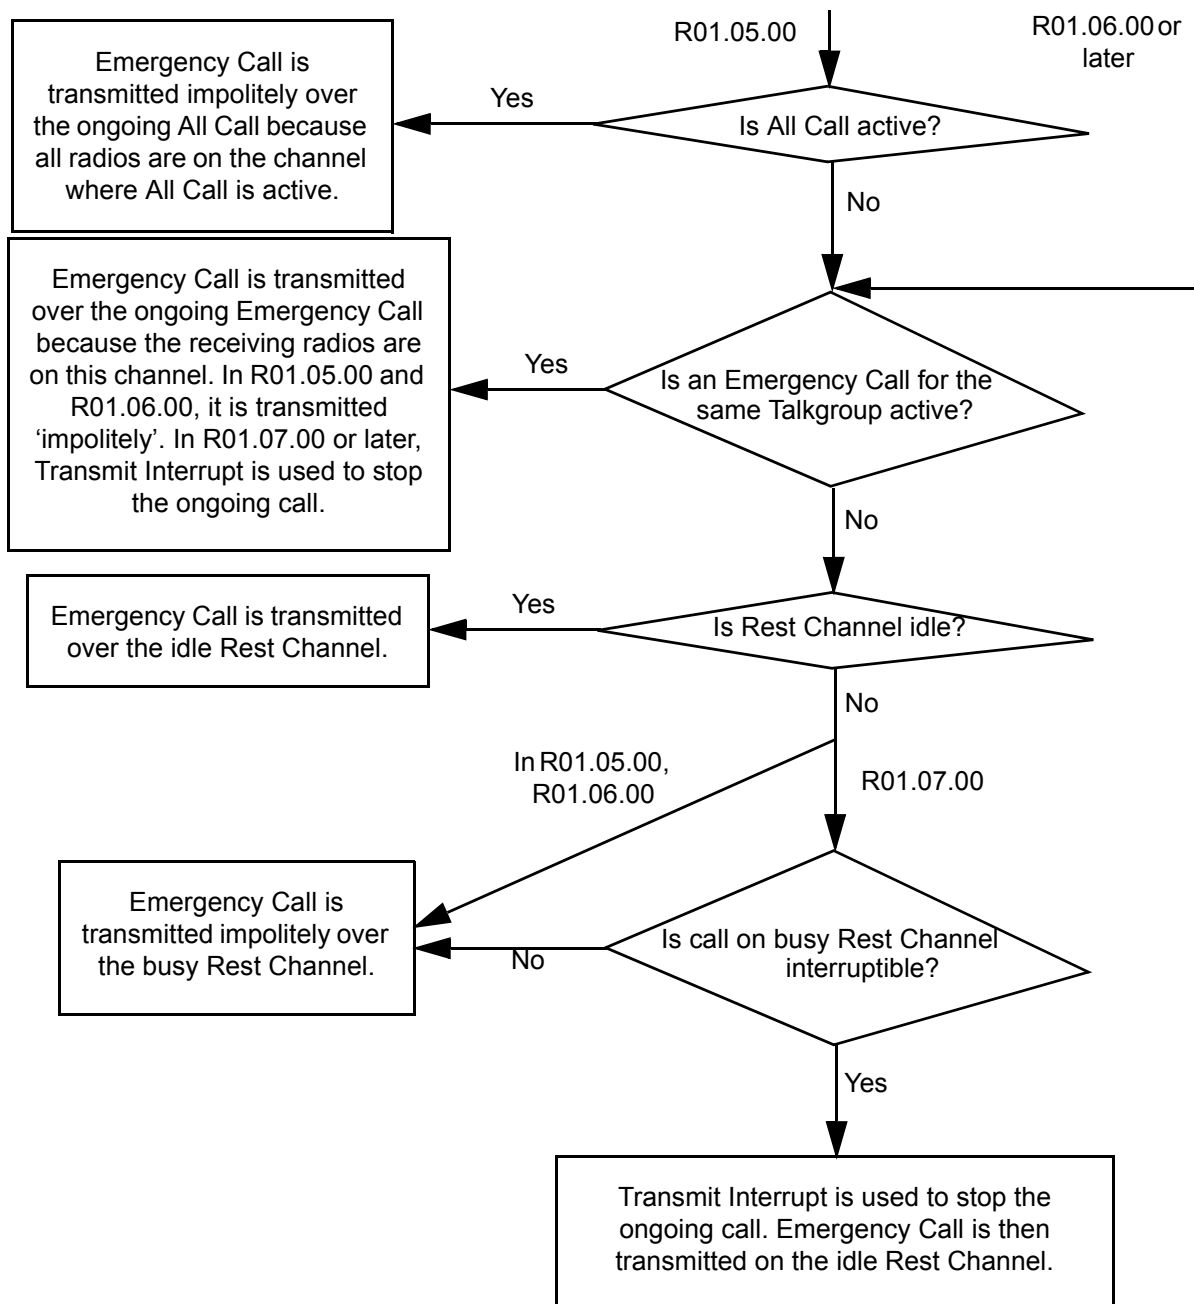 R01.05.00
R01.06.00 or
later
Emergency Call is
transmitted impolitely over
the ongoing All Call because
all radios are on the channel
where All Call is active.
Yes
Is All Call active?
No
Emergency Call is transmitted
over the ongoing Emergency Call
because the receiving radios are
on this channel. In R01.05.00 and
R01.06.00, it is transmitted
‘impolitely’. In R01.07.00 or later,
Transmit Interrupt is used to stop
the ongoing call.
Yes
Is an Emergency Call for the
same Talkgroup active?
No
Emergency Call is transmitted
over the idle Rest Channel.
Yes
Is Rest Channel idle?
No
In R01.05.00,
R01.06.00
R01.07.00
Emergency Call is
transmitted impolitely over
the busy Rest Channel.
No
Is call on busy Rest Channel
interruptible?
Yes
Transmit Interrupt is used to stop the
ongoing call. Emergency Call is then
transmitted on the idle Rest Channel.